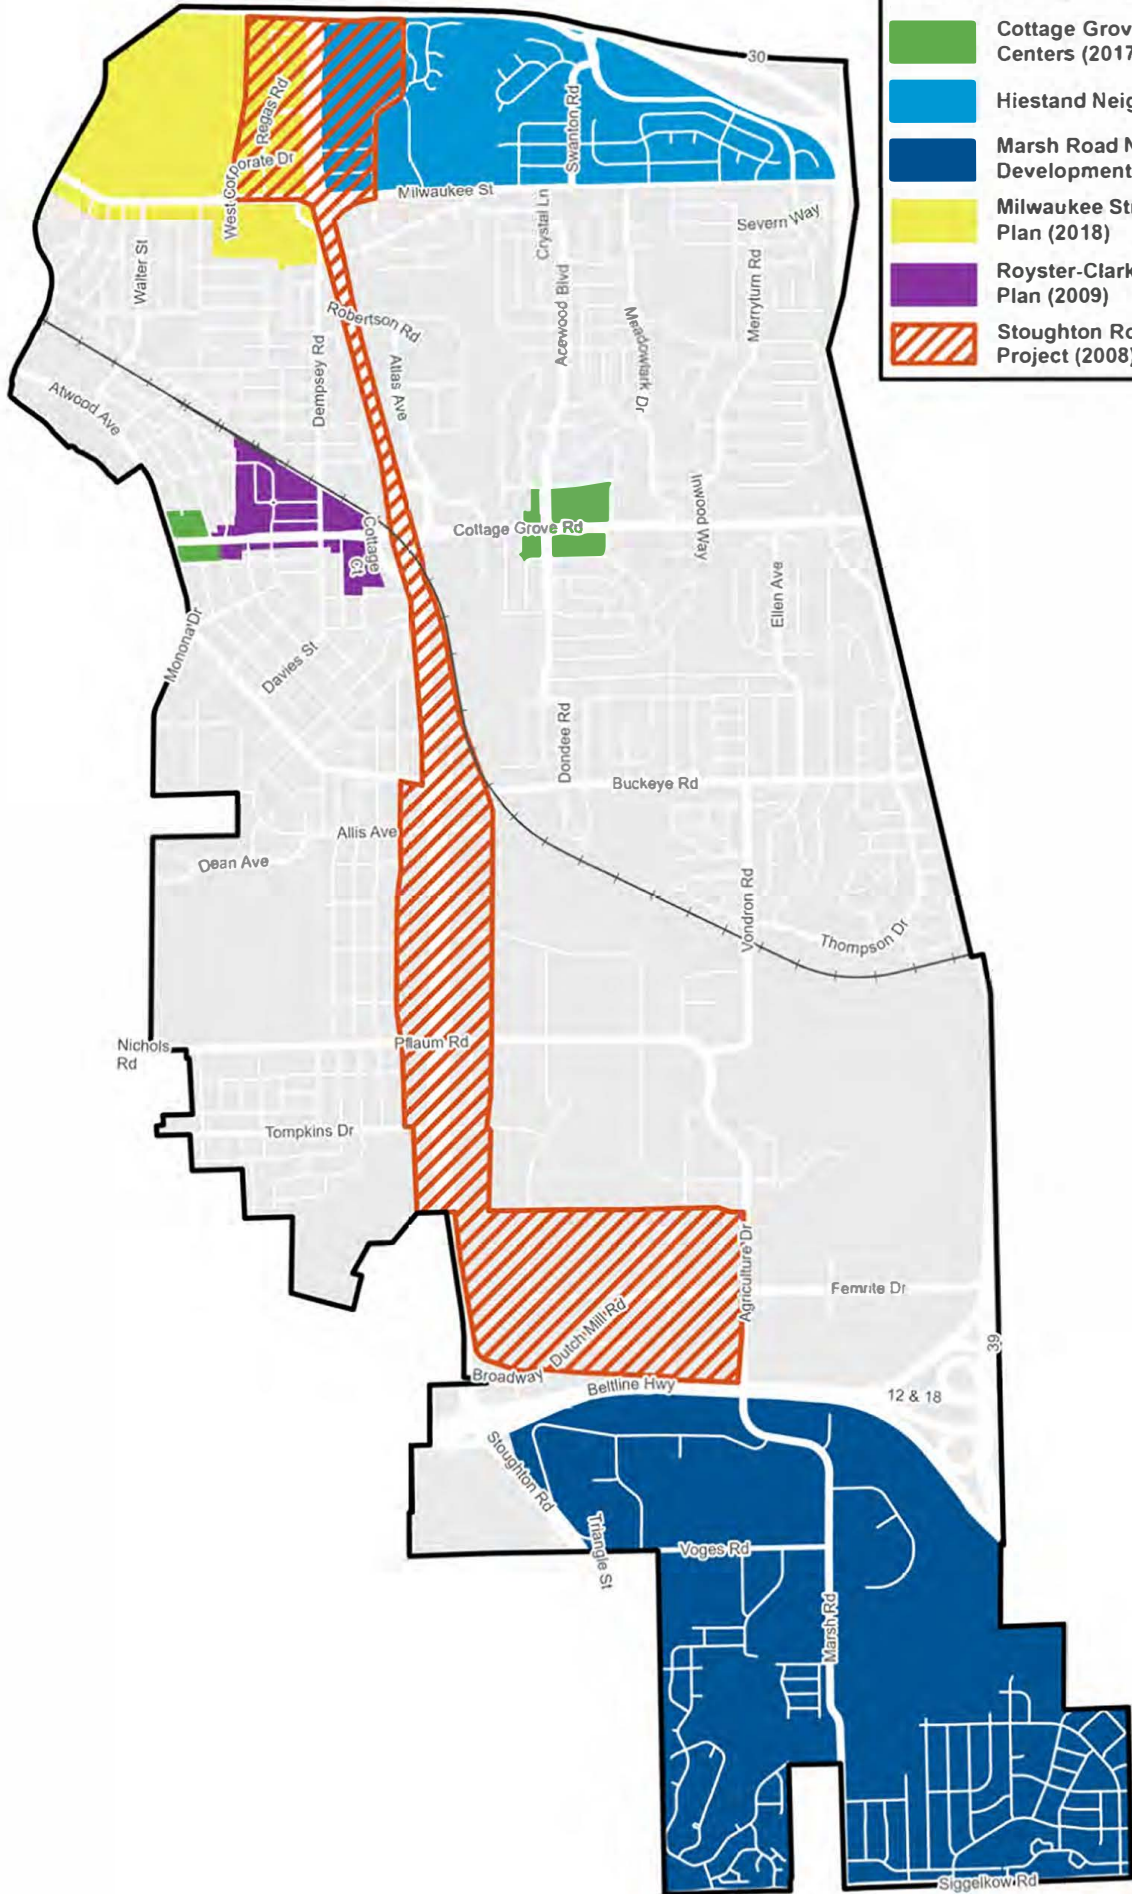 Cottage Grov
Centers (2017
Hiestand Neig
Marsh Road N
Development
Milwaukee Str
Plan (2018)
Royster-Clark
Plan (2009)
Stoughton Ro
Project (2008)
30
Regas Rd
West Corporate Dr
Swanton Rd
Milwaukee St
Crystal Ln
Severn Way
Walter St
Acewood Blvd
Merryturn Rd
Robertson Rd
Meadowlark Dr
Dempsey Rd
Atlas Ave
Atwood Ave
Inwood Way
Cottage Grove Rd
Cottage
Ct
Ellen Ave
Monona Dr
Davies St
Dondee Rd
Buckeye Rd
Allis Ave
Dean Ave
Vondron Rd
Thompson Dr
Nichols
Rd
Pflaum Rd
Tompkins Dr
Agriculture Dr
Femrite Dr
Dutch Mill Rd
39
Broadway
Beltline Hwy
12 & 18
Stoughton Rd
Triangle St
Voges Rd
Marsh Rd
Siggelkow Rd